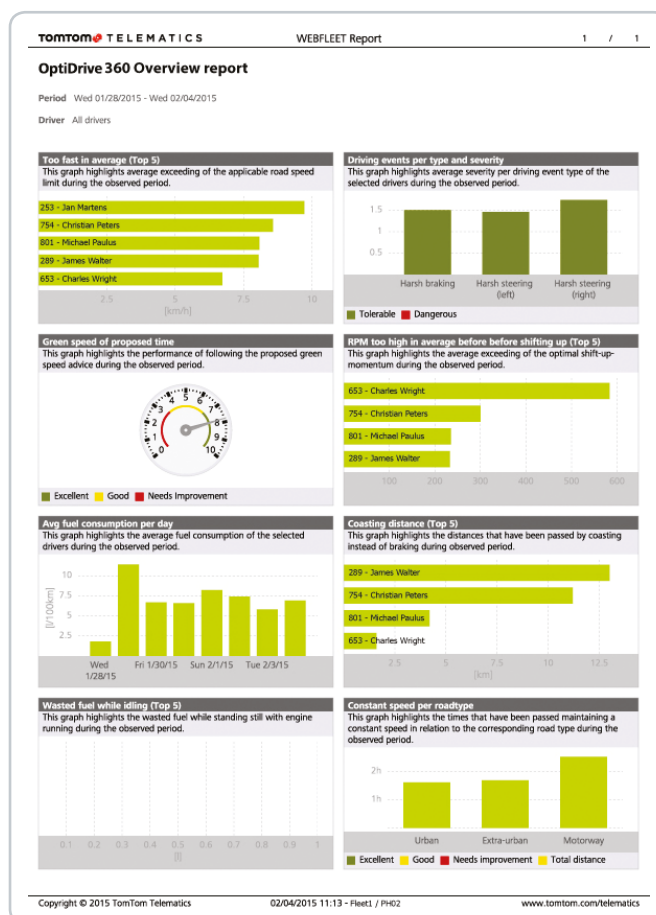 TOMTOM TELEMATICS WEBFLEET Report 1 / 1
OptiDrive 360 Overview report
Period Wed 01/28/2015 - Wed 02/04/2015
Driver All drivers
Too fast in average (Top 5)
This graph highlights average exceeding of the applicable road speed
limit during the observed period.
253 - Jan Martens
754 - Christian Peters
801 - Michael Paulus
289 - James Walter
653 - Charles Wright
2.5 5 7.5 10
[km/h]
Driving events per type and severity
This graph highlights average severity per driving event type of the
selected drivers during the observed period.
1.5
1
0.5
Harsh braking Harsh steering Harsh steering
(left) (right)
Tolerable Dangerous
Green speed of proposed time
This graph highlights the performance of following the proposed green
speed advice during the observed period.
0 1 2 3 4 5 6 7 8 9 10
Excellent Good Needs Improvement
RPM too high in average before before shifting up (Top 5)
This graph highlights the average exceeding of the optimal shift-up-
momentum during the observed period.
653 - Charles Wright
754 - Christian Peters
801 - Michael Paulus
289 - James Walter
100 200 300 400 500 600
Avg fuel consumption per day
This graph highlights the average fuel consumption of the selected
drivers during the observed period.
[l/100km]
10
7.5
5
2.5
Wed Fri 1/30/15 Sun 2/1/15 Tue 2/3/15
1/28/15
Coasting distance (Top 5)
This graph highlights the distances that have been passed by coasting
instead of braking during observed period.
289 - James Walter
754 - Christian Peters
801 - Michael Paulus
653 - Charles Wright
2.5 5 7.5 10 12.5
[km]
Wasted fuel while idling (Top 5)
This graph highlights the wasted fuel while standing still with engine
running during the observed period.
0.1 0.2 0.3 0.4 0.5 0.6 0.7 0.8 0.9 1
[l]
Constant speed per roadtype
This graph highlights the times that have been passed maintaining a
constant speed in relation to the corresponding road type during the
observed period.
2h
1h
Urban Extra-urban Motorway
Excellent Good Needs improvement Total distance
Copyright © 2015 TomTom Telematics 02/04/2015 11:13 - Fleet1 / PH02 www.tomtom.com/telematics